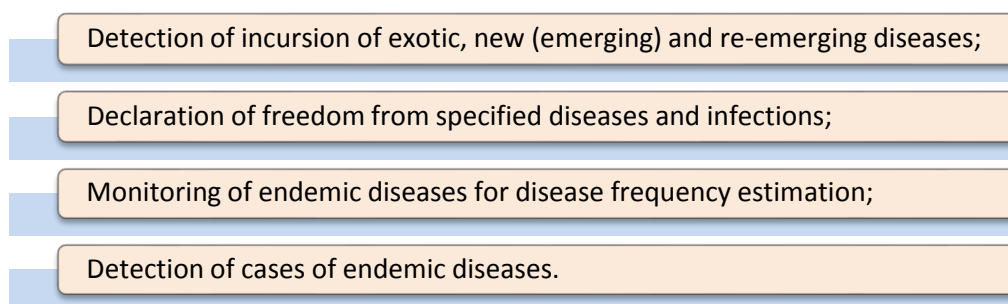 Detection of incursion of exotic, new (emerging) and re-emerging diseases;
Declaration of freedom from specified diseases and infections;
Monitoring of endemic diseases for disease frequency estimation;
Detection of cases of endemic diseases.